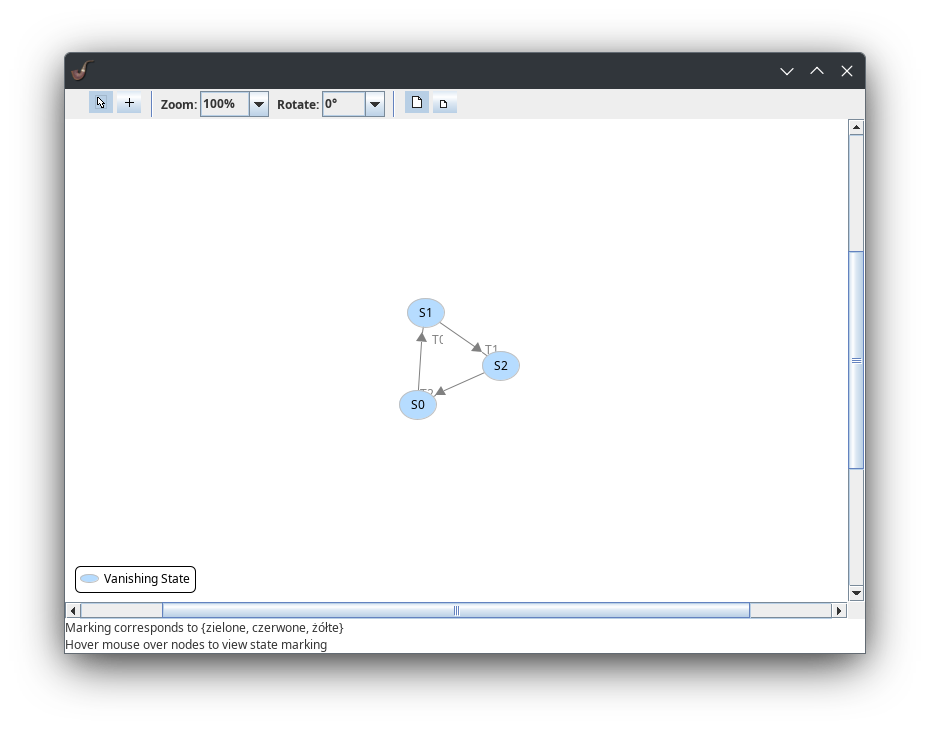 Zoom: 100% Rotate: 0°
S1
T0
T1
S2
T2
S0
Vanishing State
Marking corresponds to {zielone, czerwone, żółte}
Hover mouse over nodes to view state marking